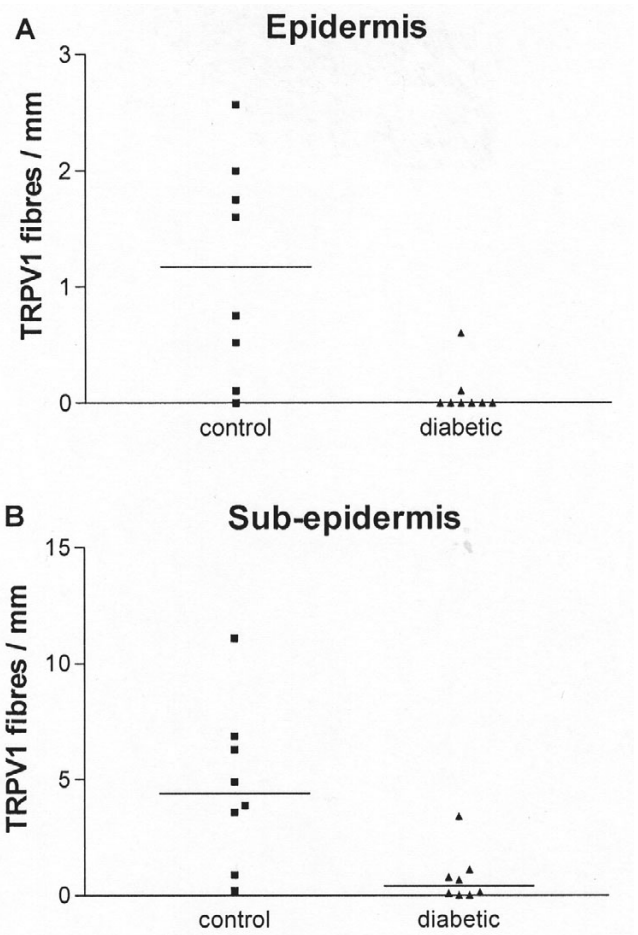 A
Epidermis
TRPV1 fibres / mm
3
2
1
0
control
diabetic
B
Sub-epidermis
TRPV1 fibres / mm
15
10
5
0
control
diabetic